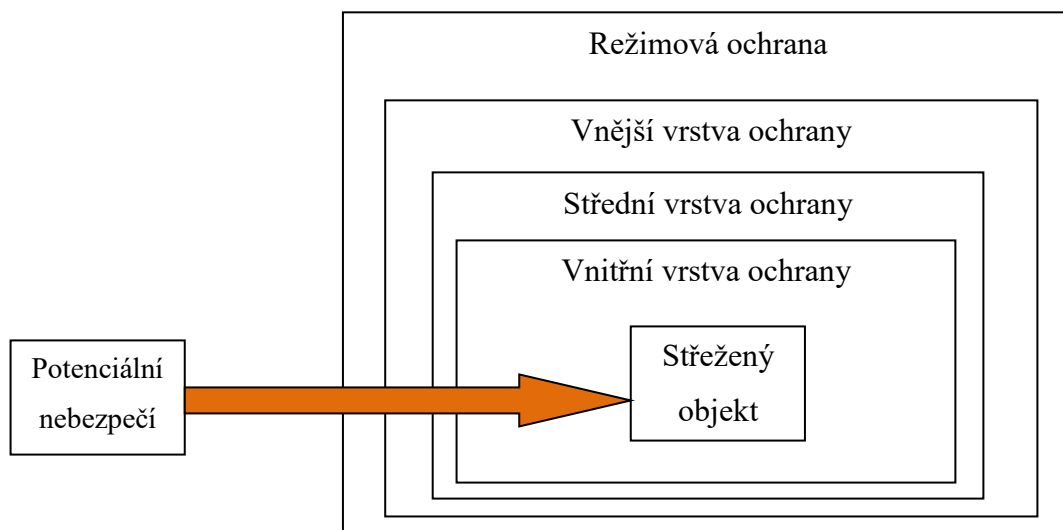 Režimová ochrana
Vnější vrstva ochrany
Střední vrstva ochrany
Vnitřní vrstva ochrany
Střežený
objekt
Potenciální
nebezpečí